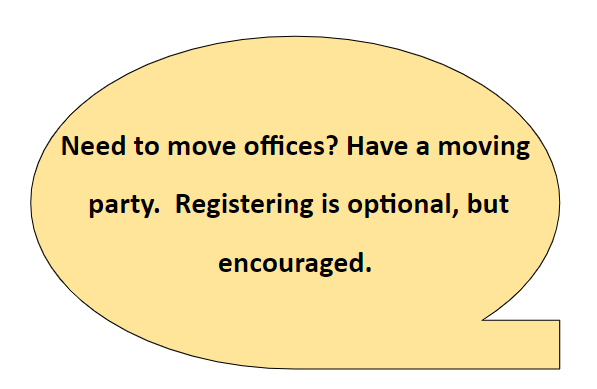 Need to move offices? Have a moving
party.  Registering is optional, but
encouraged.